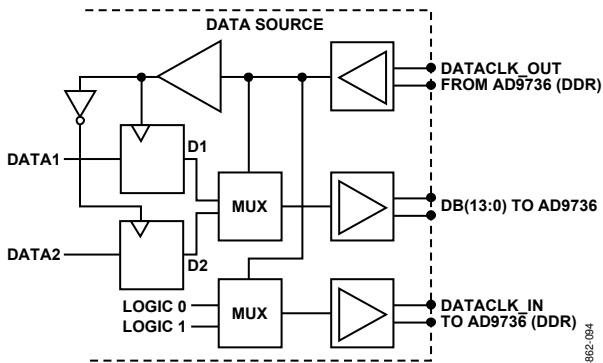 DATA SOURCE
DATACLK_OUT
FROM AD9736 (DDR)
DATA1
D1
MUX
DB(13:0) TO AD9736
DATA2
D2
LOGIC 0
LOGIC 1
MUX
DATACLK_IN
TO AD9736 (DDR)
862-094